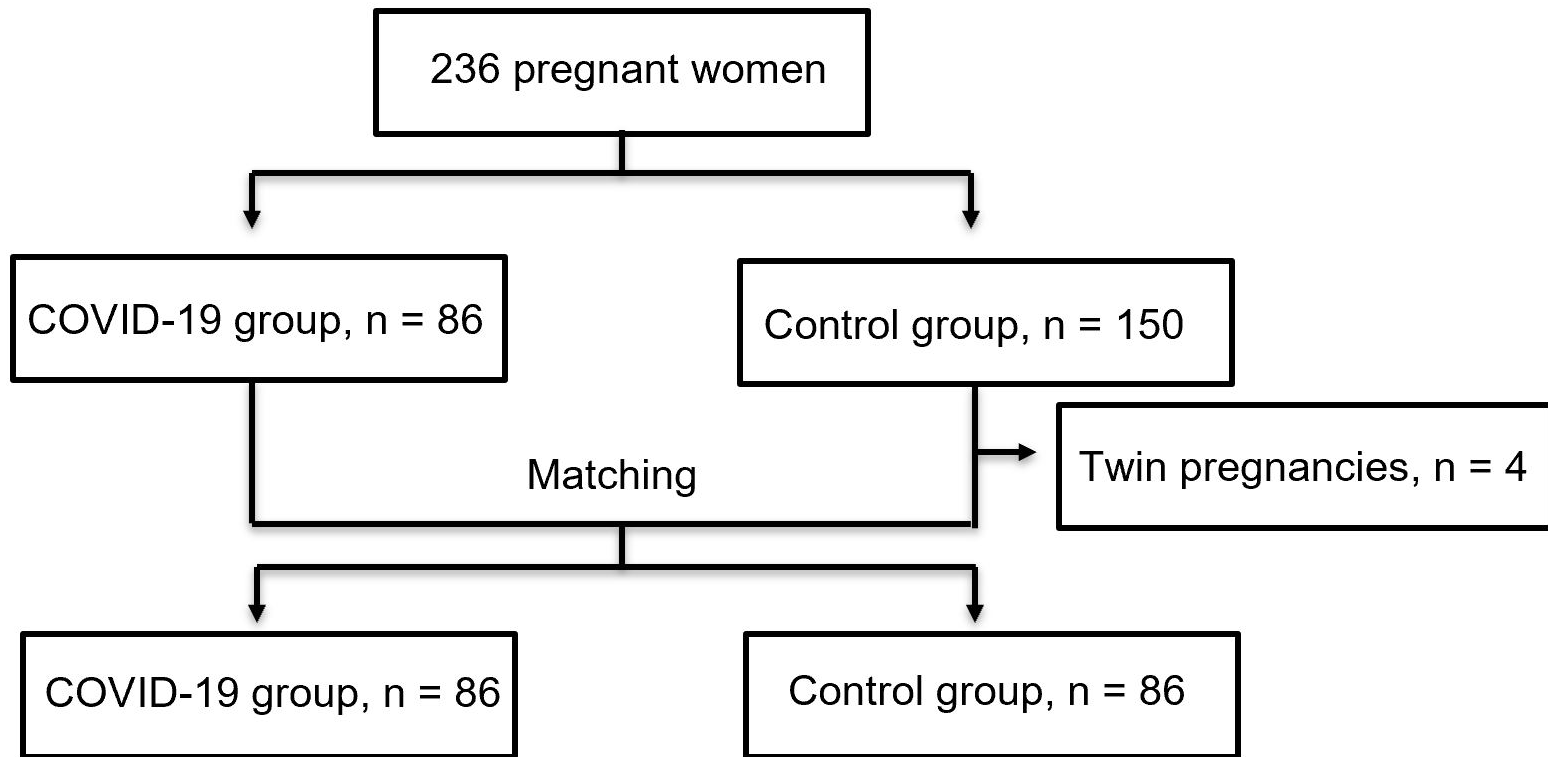 236 pregnant women
COVID-19 group, n = 86
Control group, n = 150
Twin pregnancies, n = 4
Matching
COVID-19 group, n = 86
Control group, n = 86